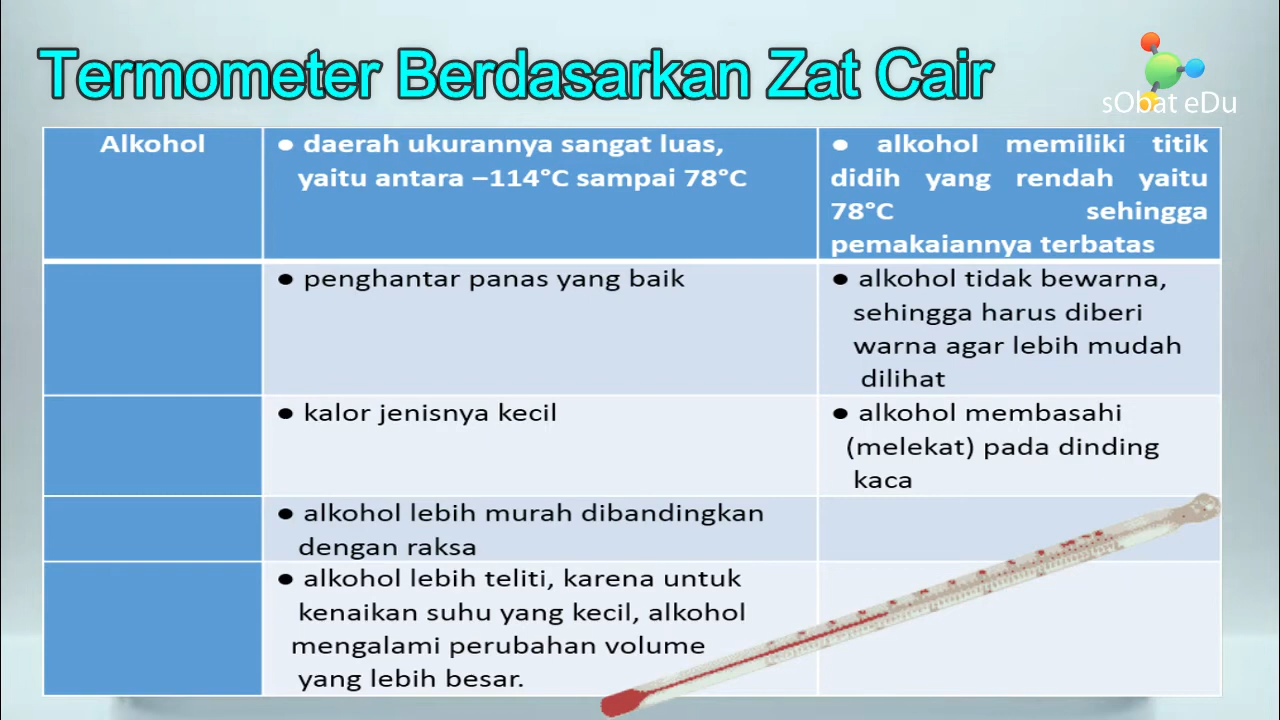 Termometer Berdasarkan Zat Cair
sObat eDu
Alkohol
● daerah ukurannya sangat luas,
yaitu antara –114°C sampai 78°C
● alkohol memiliki titik
didih yang rendah yaitu
78°C sehingga
pemakaiannya terbatas
● penghantar panas yang baik
● alkohol tidak bewarna,
sehingga harus diberi
warna agar lebih mudah
dilihat
● kalor jenisnya kecil
● alkohol membasahi
(melekat) pada dinding
kaca
● alkohol lebih murah dibandingkan
dengan raksa
● alkohol lebih teliti, karena untuk
kenaikan suhu yang kecil, alkohol
mengalami perubahan volume
yang lebih besar.